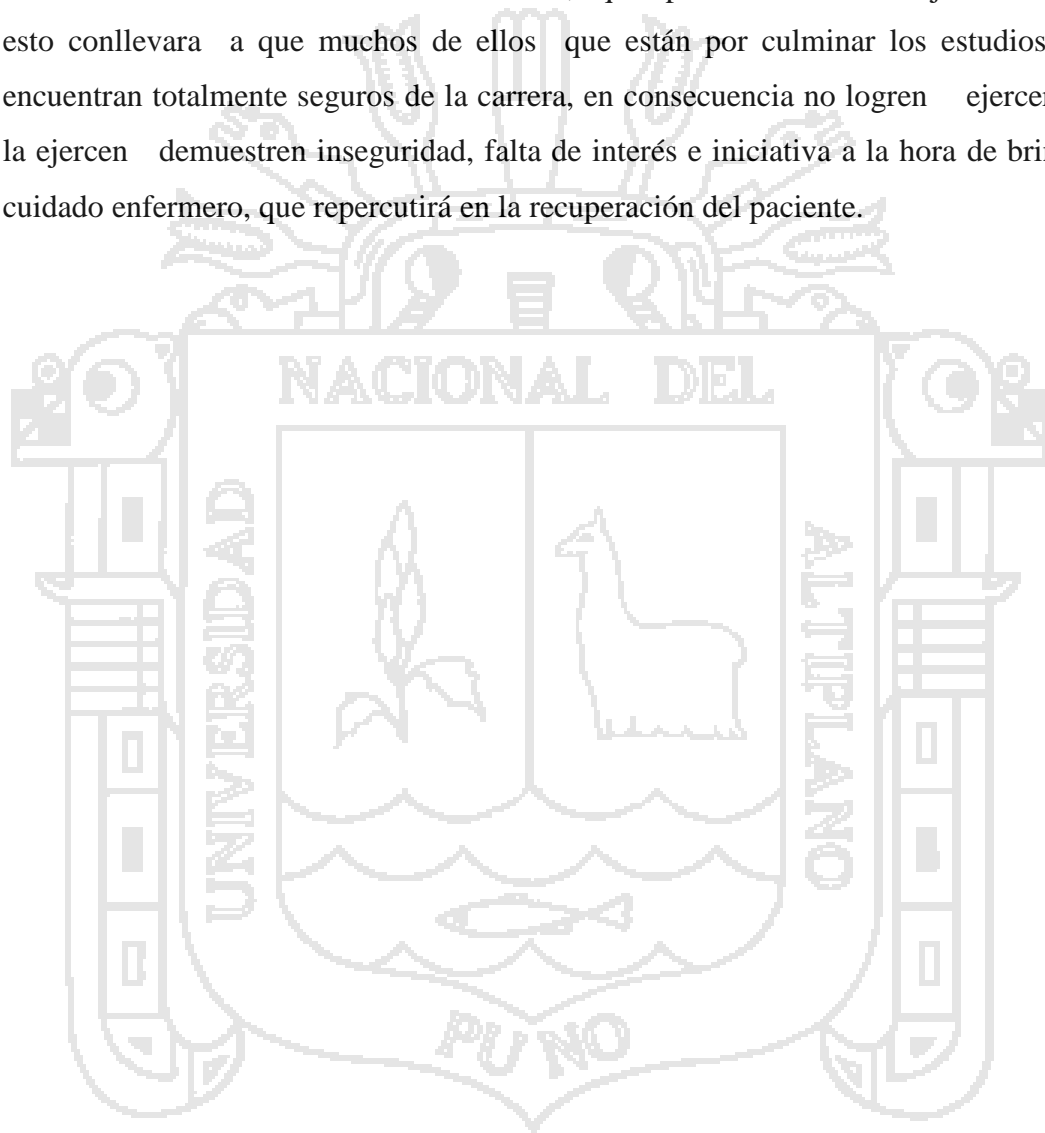 esto conllevara a que muchos de ellos que están por culminar los estudios
encuentran totalmente seguros de la carrera, en consecuencia no logren
la ejercen demuestren inseguridad, falta de interés e iniciativa a la hora de
cuidado enfermero, que repercutirá en la recuperación del paciente.
NACIONAL DEL
UNIVERSIDAD
ALTIPLANO
PUNO